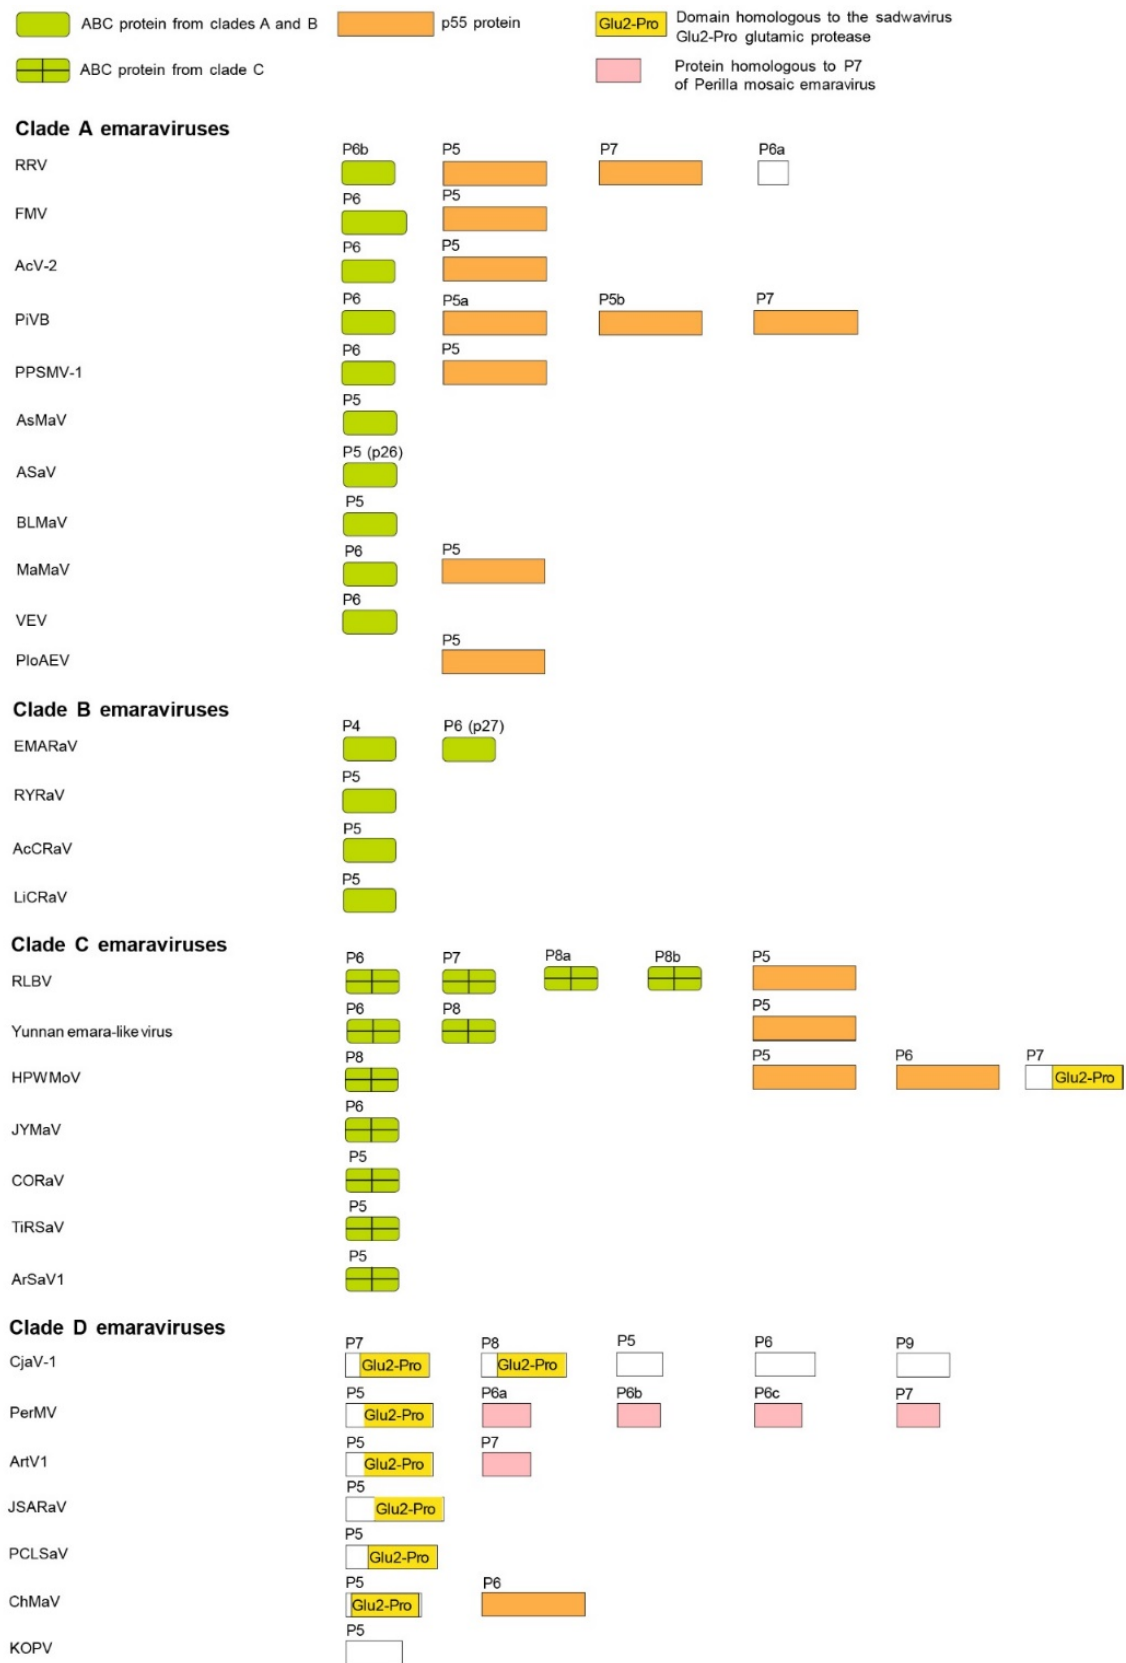 ABC protein from clades A and B
p55 protein
Glu2-Pro
Domain homologous to the sadwavirus
Glu2-Pro glutamic protease
ABC protein from clade C
Protein homologous to P7
of Perilla mosaic emaravirus
Clade A emaraviruses
P6b P5 P7 P6a
RRV
P6 P5
FMV
P6 P5
AcV-2
P6 P5a P5b P7
PiVB
P6 P5
PPSMV-1
P5
AsMaV
P5 (p26)
ASaV
P5
BLMaV
P6 P5
MaMaV
P6
VEV
P5
PloAEV
Clade B emaraviruses
P4 P6 (p27)
EMARaV
P5
RYRaV
P5
AcCRaV
P5
LiCRaV
Clade C emaraviruses
P6 P7 P8a P8b P5
RLBV
P6 P8 P5
Yunnan emara-like virus
P8 P5 P6 P7
HPWMoV Glu2-Pro
P6
JYMaV
P5
CORaV
P5
TiRSaV
P5
ArSaV1
Clade D emaraviruses
P7 P8 P5 P6 P9
CjaV-1 Glu2-Pro Glu2-Pro
P5 P6a P6b P6c P7
PerMV Glu2-Pro
P5 P7
ArtV1 Glu2-Pro
P5
JSARaV Glu2-Pro
P5
PCLSaV Glu2-Pro
P5 P6
ChMaV Glu2-Pro
P5
KOPV